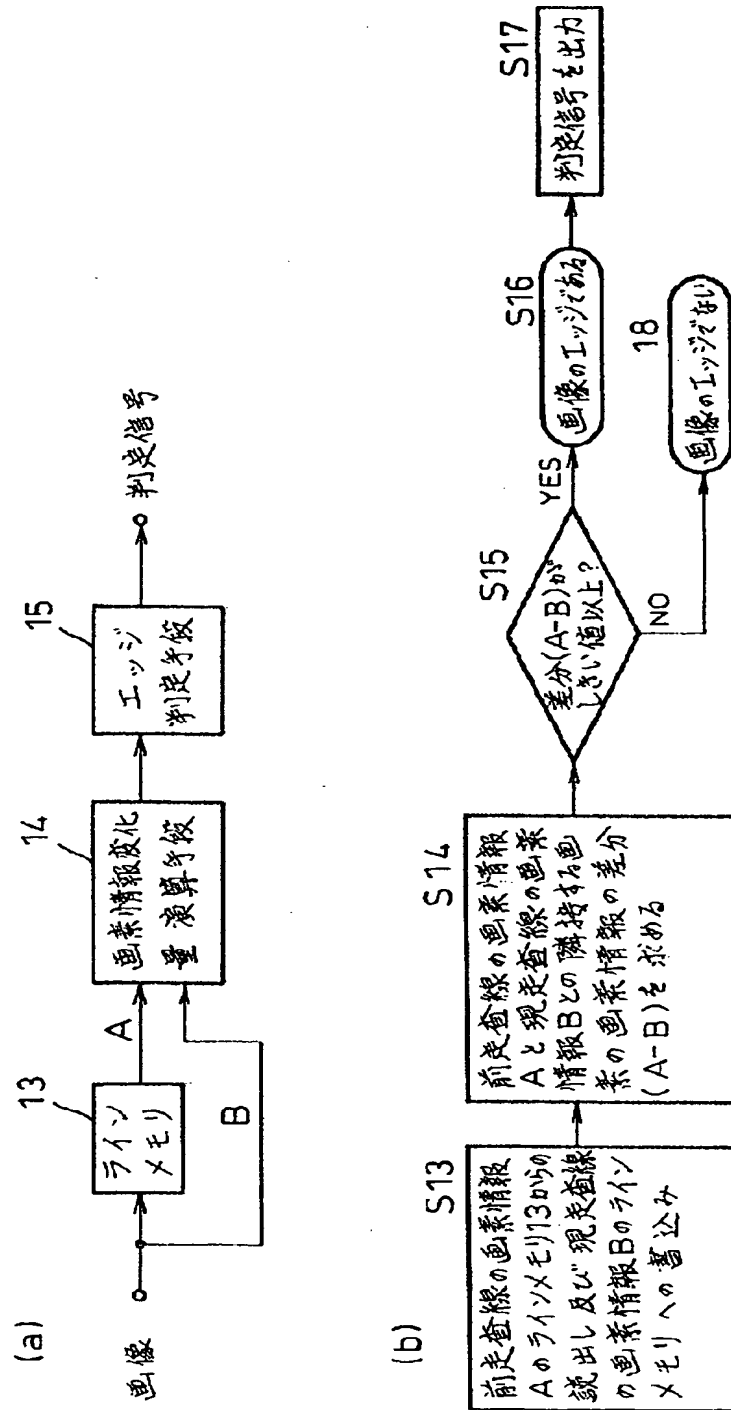 (a)
画像
13
ライン
メモリ
A
B
14
画素情報変化
量演算手段
15
エッジ
判定手段
判定信号
(b)
S13
前走査線の画素情報
Aのラインメモリ13からの
読出し及び現走査線
の画素情報Bのライン
メモリへの書込み
S14
前走査線の画素情報
Aと現走査線の画素
情報Bとの隣接する画
素の画素情報の差分
(A-B)を求める
S15
差分(A-B)が
しきい値以上?
YES
NO
S16
画像のエッジである
S17
判定信号を出力
18
画像のエッジでない